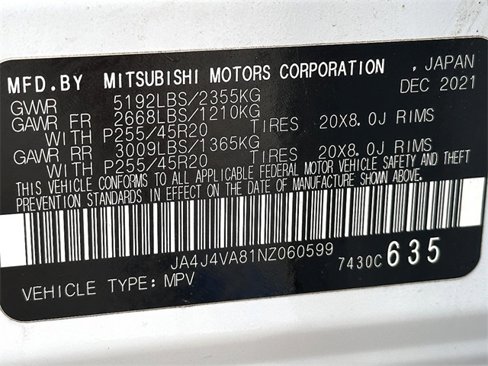 MFD.BY MITSUBISHI MOTORS CORPORATION , JAPAN
GVWR 5192LBS/2355KG DEC 2021
GAWR FR 2668LBS/1210KG
WITH P255/45R20 TIRES 20X8.0J RIMS
GAWR RR 3009LBS/1365KG
WITH P255/45R20 TIRES 20X8.0J RIMS
THIS VEHICLE CONFORMS TO ALL APPLICABLE FEDERAL MOTOR VEHICLE SAFETY AND THEFT
PREVENTION STANDARDS IN EFFECT ON THE DATE OF MANUFACTURE SHOWN ABOVE.
JA4J4VA81NZ060599 7430C 635
VEHICLE TYPE: MPV